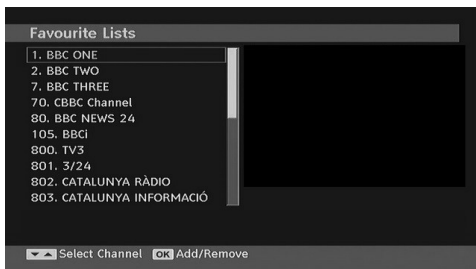 Favourite Lists
1. BBC ONE
2. BBC TWO
7. BBC THREE
70. CBBC Channel
80. BBC NEWS 24
105. BBCi
800. TV3
801. 3/24
802. CATALUNYA RÀDIO
803. CATALUNYA INFORMACIÓ
Select Channel OK Add/Remove